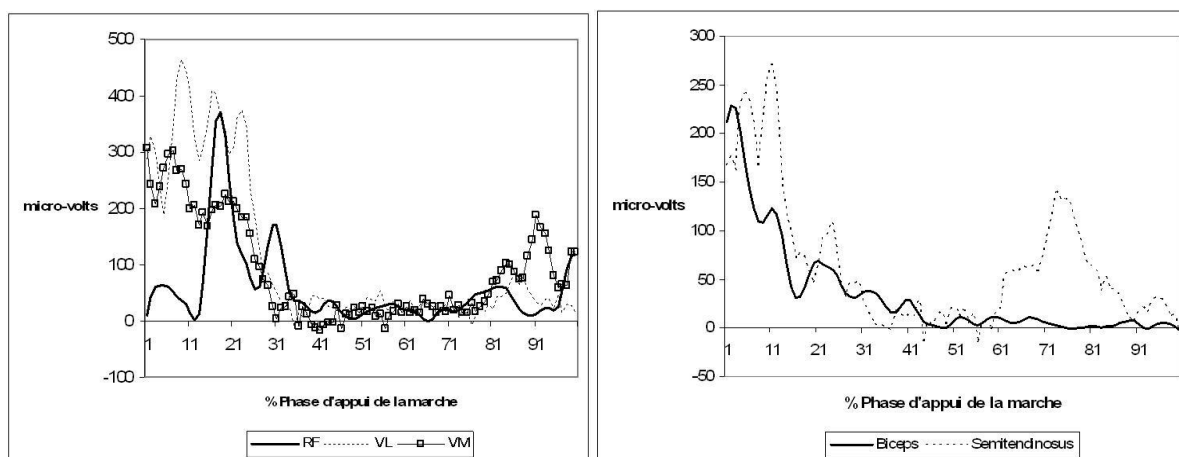 500
400
300
micro-volts
200
100
0
-100
1 11 21 31 41 51 61 71 81 91
% Phase d'appui de la marche
RF VL VM
300
250
200
150
micro-volts
100
50
0
-50
1 11 21 31 41 51 61 71 81 91
% Phase d'appui de la marche
Biceps Semitendinosus